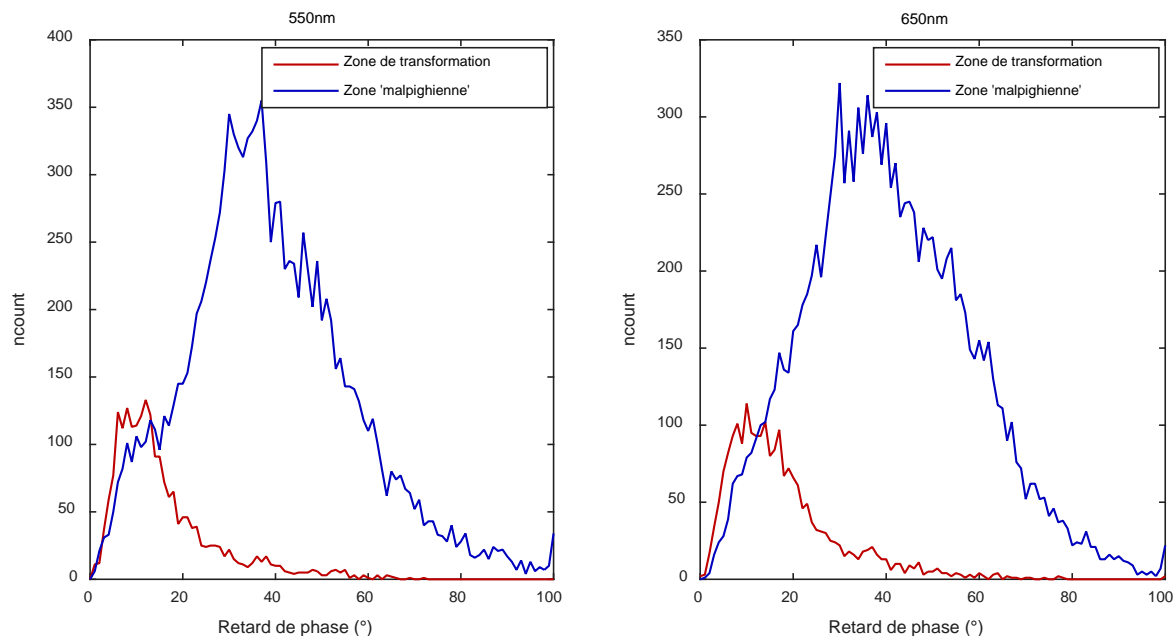 550nm
400
350
300
250
200
150
100
50
0
0 20 40 60 80 100
ncount
Retard de phase (°)
Zone de transformation
Zone 'malpighienne'
650nm
350
300
250
200
150
100
50
0
0 20 40 60 80 100
ncount
Retard de phase (°)
Zone de transformation
Zone 'malpighienne'